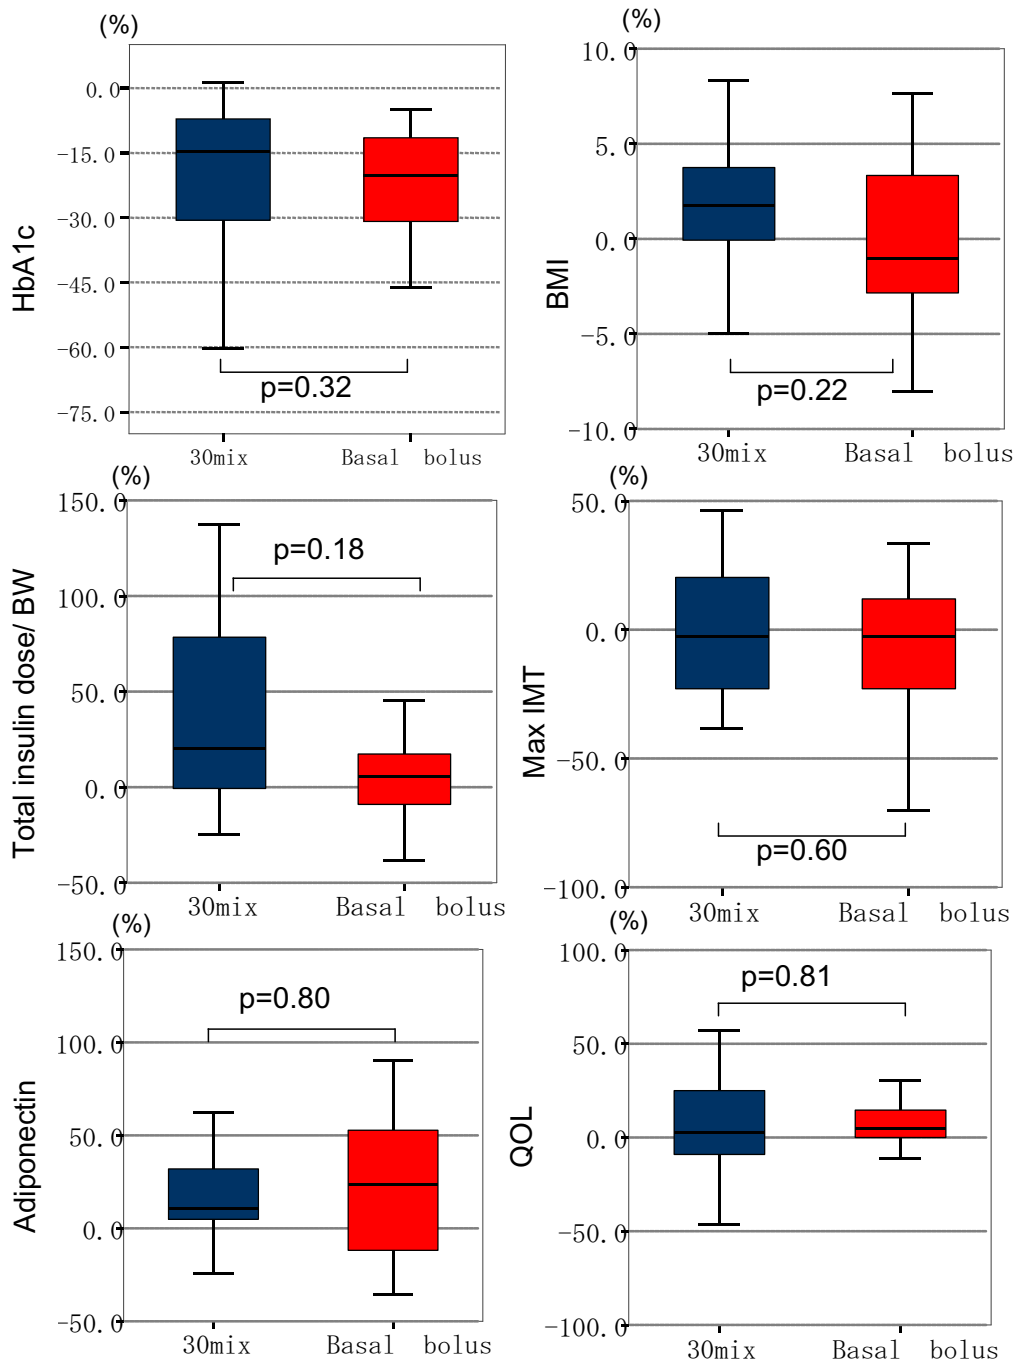 (%)
0.0
-15.0
-30.0
-45.0
-60.0
-75.0
HbA1c
p=0.32
30mix Basal bolus
(%)
10.0
5.0
0.0
-5.0
-10.0
BMI
p=0.22
30mix Basal bolus
(%)
150.0
100.0
50.0
0.0
-50.0
Total insulin dose/ BW
p=0.18
30mix Basal bolus
(%)
50.0
0.0
-50.0
-100.0
Max IMT
p=0.60
30mix Basal bolus
(%)
150.0
100.0
50.0
0.0
-50.0
Adiponectin
p=0.80
30mix Basal bolus
(%)
100.0
50.0
0.0
-50.0
-100.0
QOL
p=0.81
30mix Basal bolus